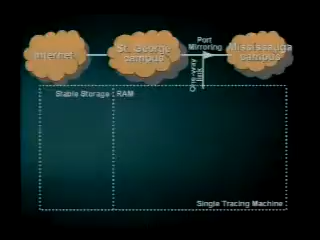 Internet
St. George
campus
Port
Mirroring
Mississauga
campus
One-way
link
Stable Storage
RAM
Single Tracing Machine